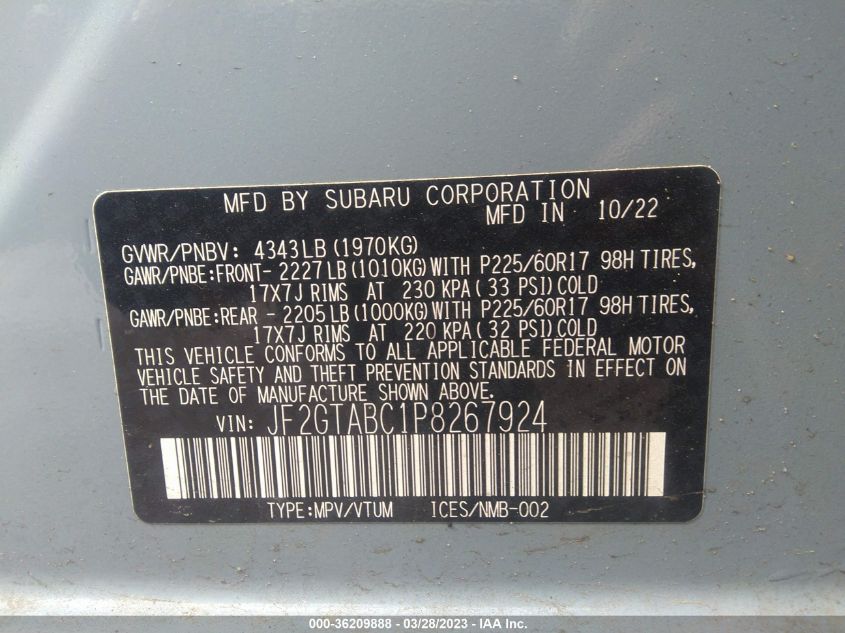 MFD BY SUBARU CORPORATION
MFD IN 10/22
GVWR/PNBV: 4343LB (1970KG)
GAWR/PNBE:FRONT- 2227LB (1010KG) WITH P225/60R17 98H TIRES,
17X7J RIMS AT 230 KPA( 33 PSI) COLD
GAWR/PNBE:REAR - 2205LB (1000KG) WITH P225/60R17 98H TIRES,
17X7J RIMS AT 220 KPA( 32 PSI) COLD
THIS VEHICLE CONFORMS TO ALL APPLICABLE FEDERAL MOTOR
VEHICLE SAFETY AND THEFT PREVENTION STANDARDS IN EFFECT ON
THE DATE OF MANUFACTURE SHOWN ABOVE.
VIN: JF2GTABC1P8267924
TYPE:MPV/VTUM ICES/NMB-002
000-36209888 - 03/28/2023 - IAA Inc.